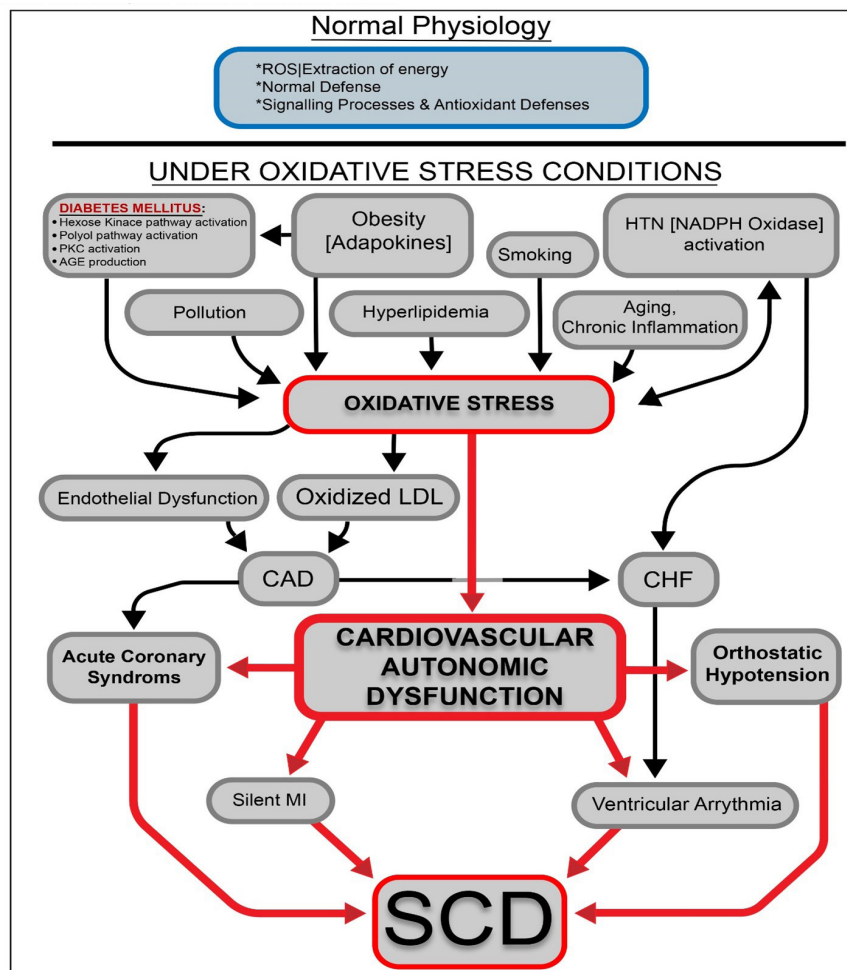 Normal Physiology
*ROS|Extraction of energy
*Normal Defense
*Signalling Processes & Antioxidant Defenses
UNDER OXIDATIVE STRESS CONDITIONS
DIABETES MELLITUS:
• Hexose Kinace pathway activation
• Polyol pathway activation
• PKC activation
• AGE production
Obesity
[Adapokines]
Smoking
HTN [NADPH Oxidase]
activation
Pollution
Hyperlipidemia
Aging,
Chronic Inflammation
OXIDATIVE STRESS
Endothelial Dysfunction
Oxidized LDL
CAD
CHF
Acute Coronary
Syndroms
CARDIOVASCULAR
AUTONOMIC
DYSFUNCTION
Orthostatic
Hypotension
Silent MI
Ventricular Arrythmia
SCD